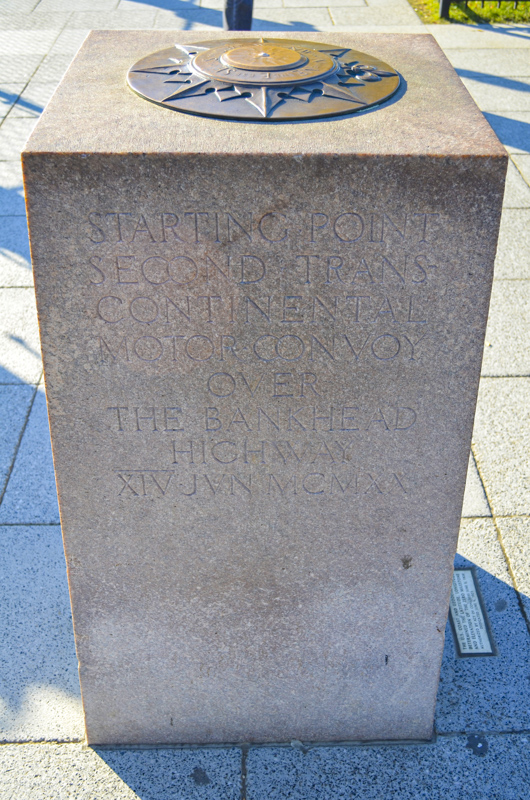 STARTING POINT
SECOND TRANS
CONTINENTAL
MOTOR CONVOY
OVER
THE BANKHEAD
HIGHWAY
XIV JVN MCMXX